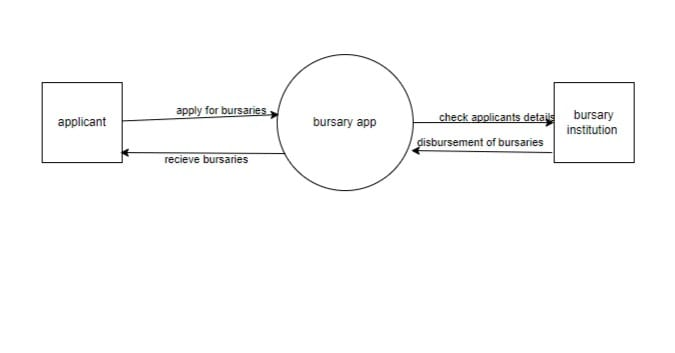 applicant
apply for bursaries
recieve bursaries
bursary app
check applicants details
disbursement of bursaries
bursary
institution